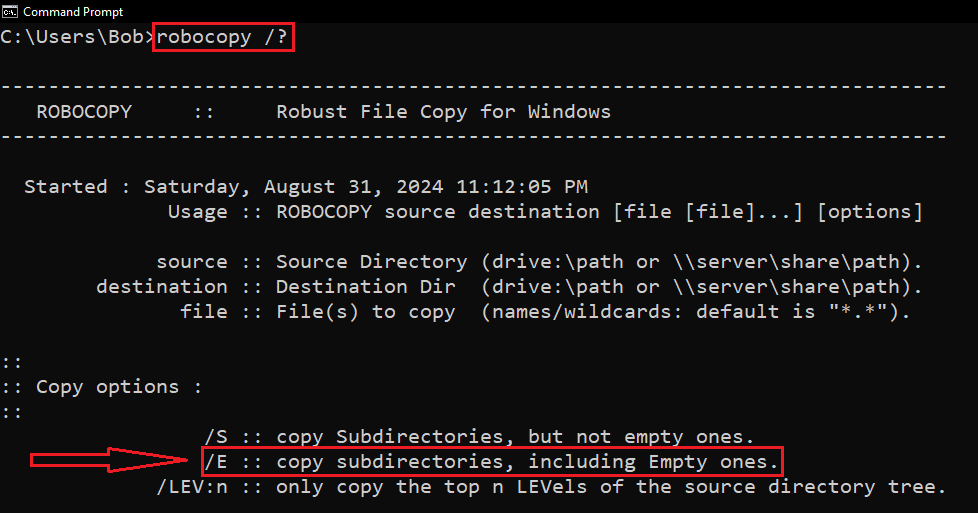 Command Prompt
C:\Users\Bob>robocopy /?
-------------------------------------------------------------------------------
ROBOCOPY     ::     Robust File Copy for Windows
-------------------------------------------------------------------------------
Started : Saturday, August 31, 2024 11:12:05 PM
Usage :: ROBOCOPY source destination [file [file]...] [options]
source :: Source Directory (drive:\path or \\server\share\path).
destination :: Destination Dir  (drive:\path or \\server\share\path).
file :: File(s) to copy  (names/wildcards: default is "*.*").
::
:: Copy options :
::
/S :: copy Subdirectories, but not empty ones.
/E :: copy subdirectories, including Empty ones.
/LEV:n :: only copy the top n LEVels of the source directory tree.